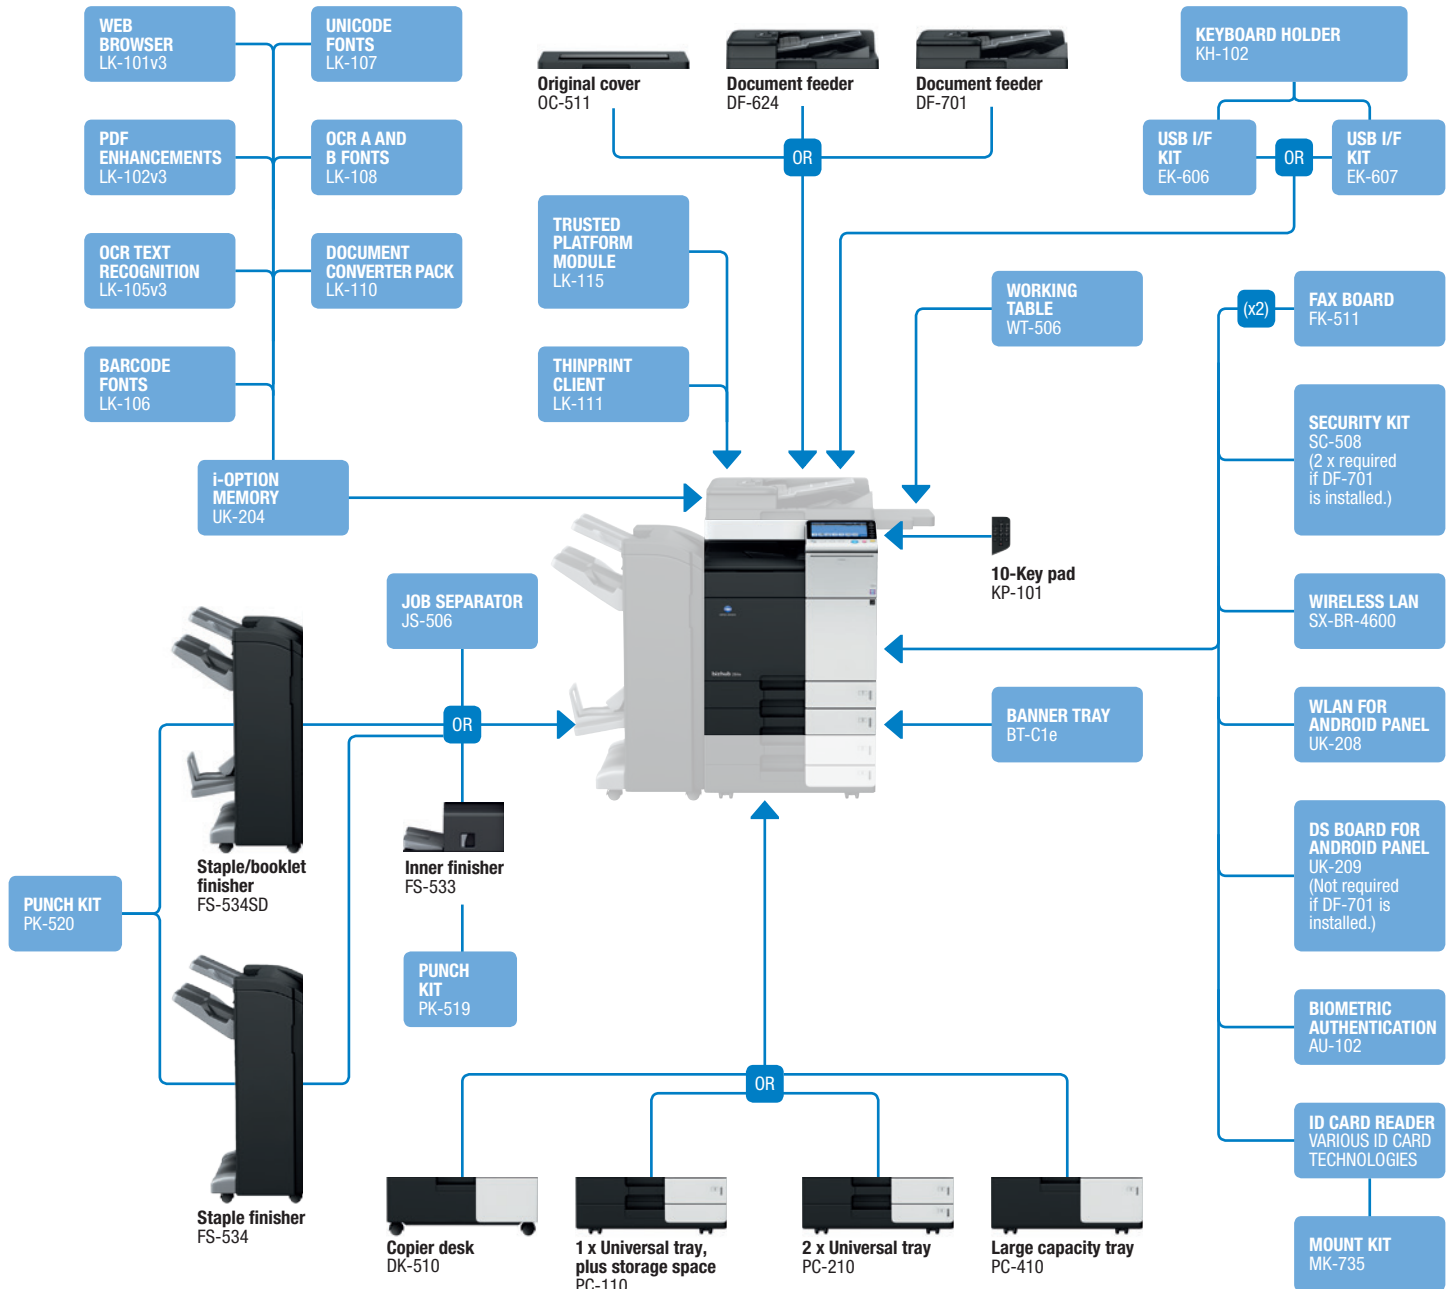 WEB
BROWSER
LK-101v3
UNICODE
FONTS
LK-107
PDF
ENHANCEMENTS
LK-102v3
OCR A AND
B FONTS
LK-108
OCR TEXT
RECOGNITION
LK-105v3
DOCUMENT
CONVERTER PACK
LK-110
BARCODE
FONTS
LK-106
i-OPTION
MEMORY
UK-204
Original cover
OC-511
Document feeder
DF-624
Document feeder
DF-701
OR
KEYBOARD HOLDER
KH-102
USB I/F
KIT
EK-606
OR
USB I/F
KIT
EK-607
TRUSTED
PLATFORM
MODULE
LK-115
THINPRINT
CLIENT
LK-111
WORKING
TABLE
WT-506
(x2)
FAX BOARD
FK-511
SECURITY KIT
SC-508
(2 x required
if DF-701
is installed.)
10-Key pad
KP-101
WIRELESS LAN
SX-BR-4600
WLAN FOR
ANDROID PANEL
UK-208
BANNER TRAY
BT-C1e
DS BOARD FOR
ANDROID PANEL
UK-209
(Not required
if DF-701 is
installed.)
BIOMETRIC
AUTHENTICATION
AU-102
ID CARD READER
VARIOUS ID CARD
TECHNOLOGIES
MOUNT KIT
MK-735
JOB SEPARATOR
JS-506
OR
Inner finisher
FS-533
PUNCH
KIT
PK-519
Staple/booklet
finisher
FS-534SD
PUNCH KIT
PK-520
Staple finisher
FS-534
OR
Copier desk
DK-510
1 x Universal tray,
plus storage space
PC-110
2 x Universal tray
PC-210
Large capacity tray
PC-410